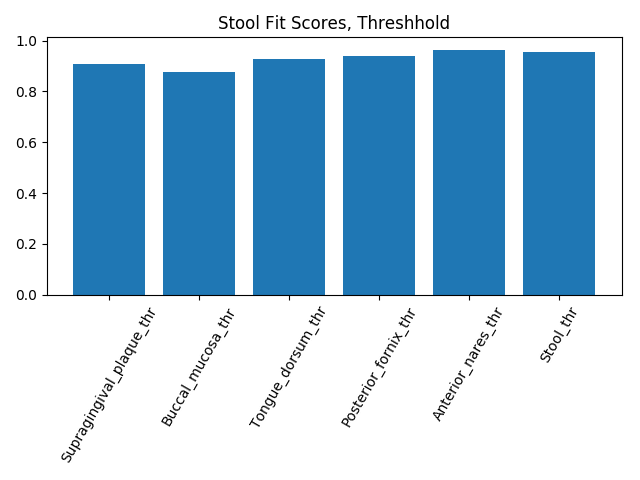 Stool Fit Scores, Threshhold
1.0
0.8
0.6
0.4
0.2
0.0
Supragingival_plaque_thr
Buccal_mucosa_thr
Tongue_dorsum_thr
Posterior_fornix_thr
Anterior_nares_thr
Stool_thr